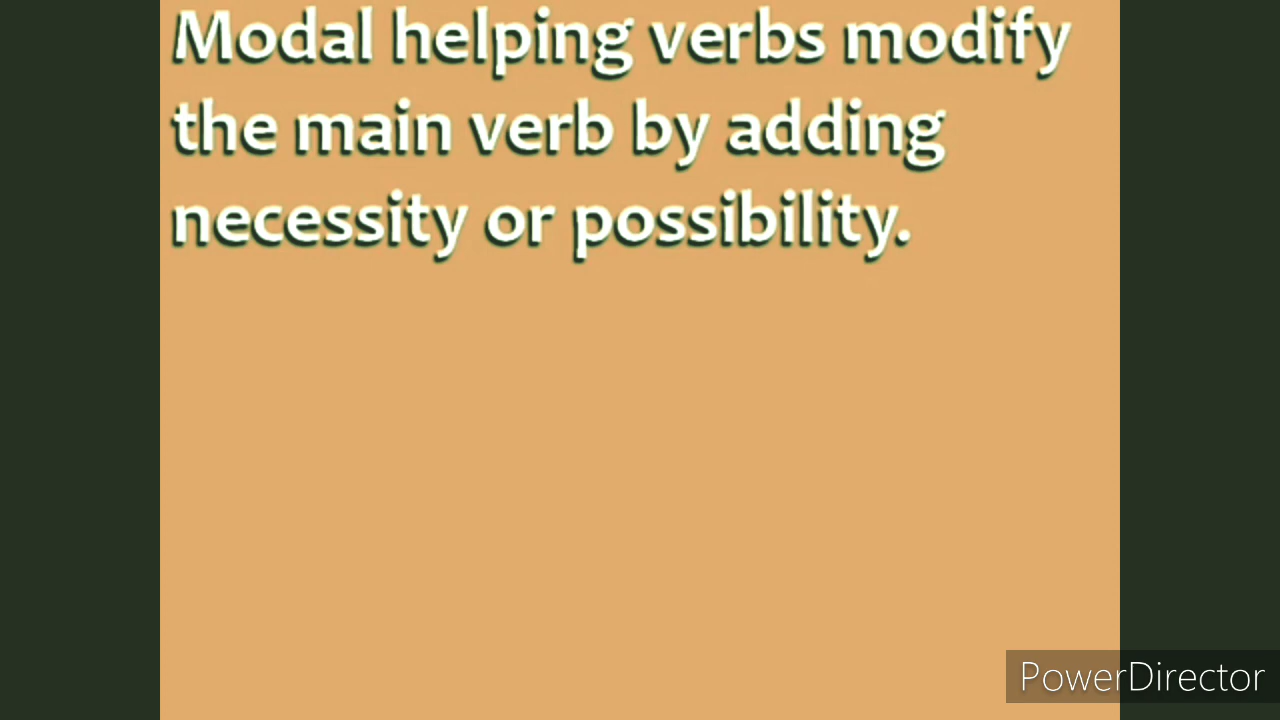 Modal helping verbs modify
the main verb by adding
necessity or possibility.
PowerDirector